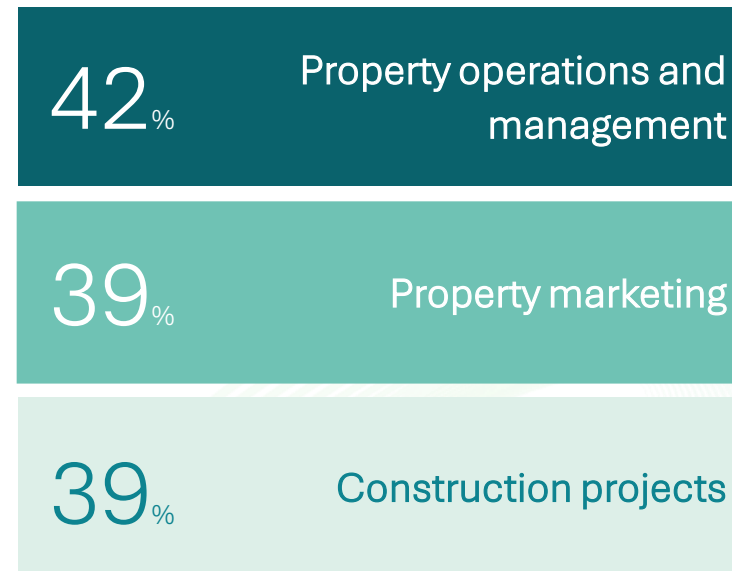 42%
Property operations and
management
39%
Property marketing
39%
Construction projects